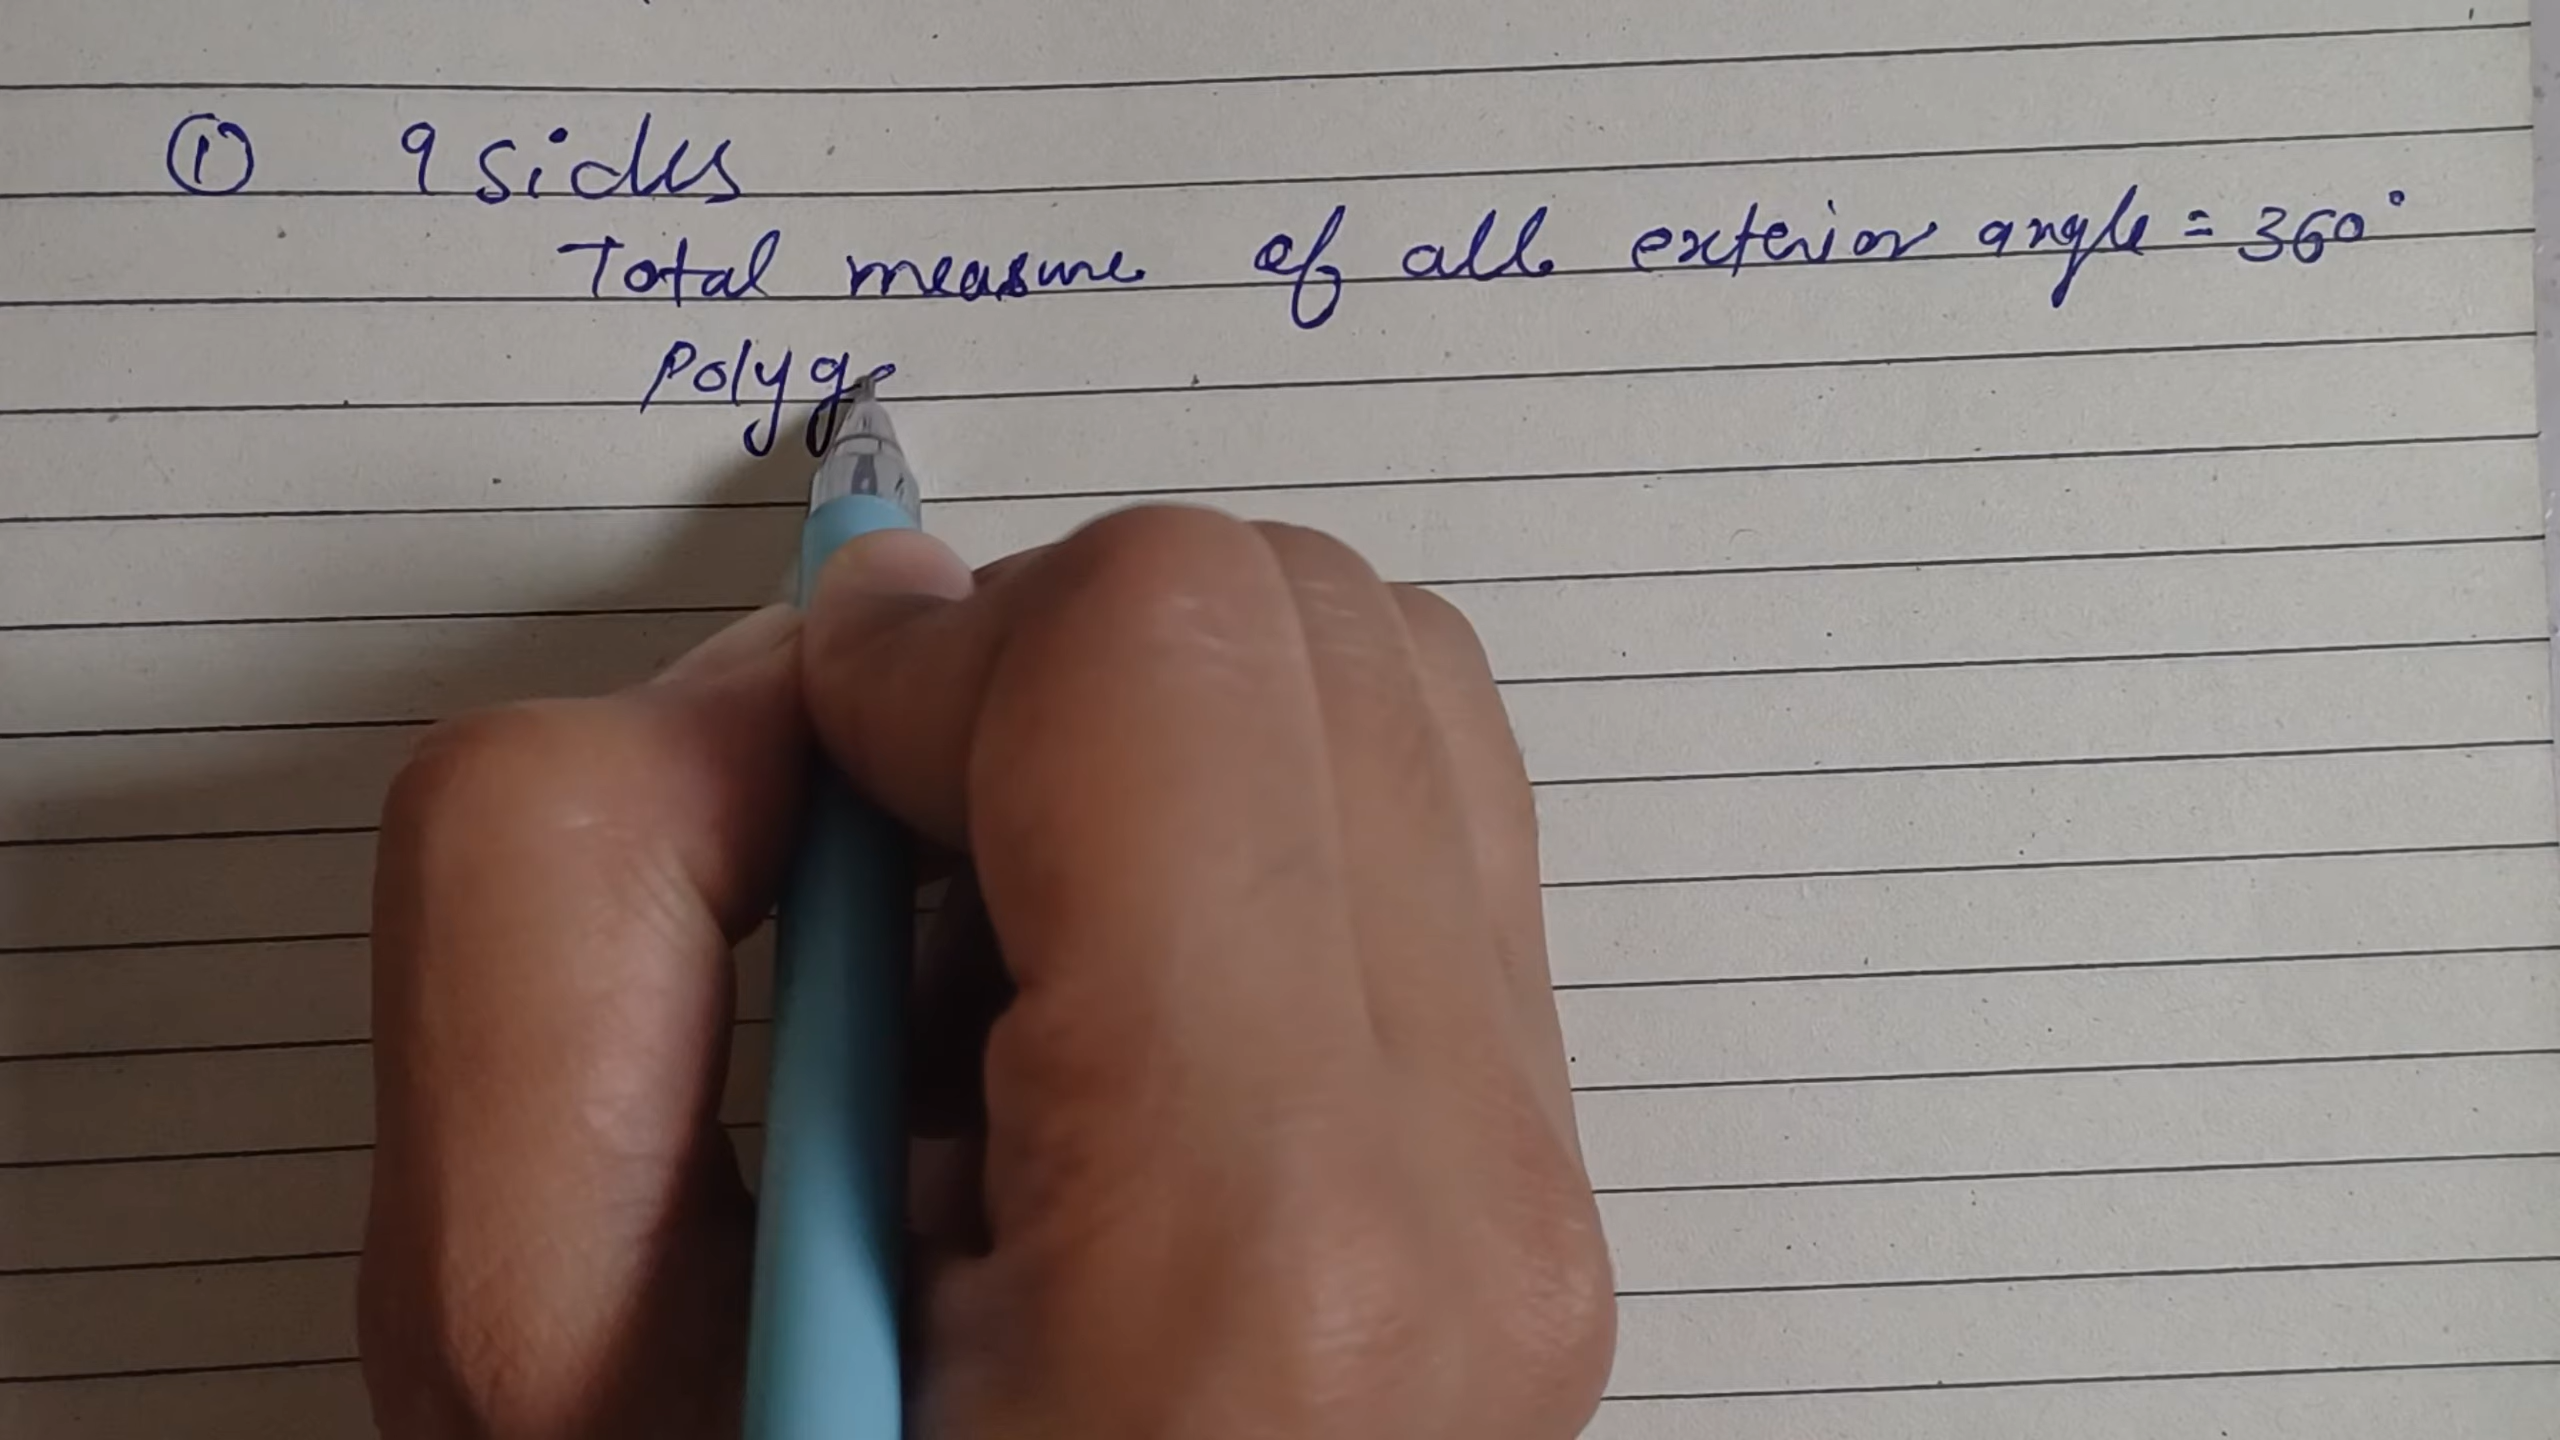 ① 9 sides
Total measure of all exterior angle = 360°
Polygo